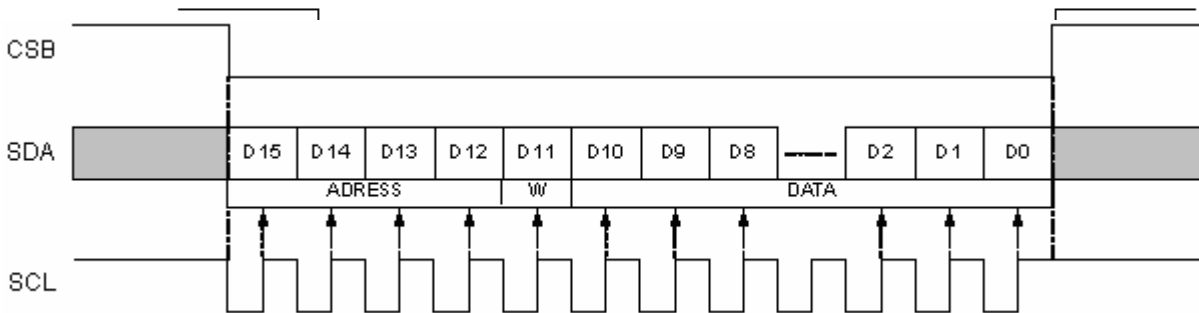 CSB
SDA D15 D14 D13 D12 D11 D10 D9 D8 D2 D1 D0
ADRESS W DATA
SCL